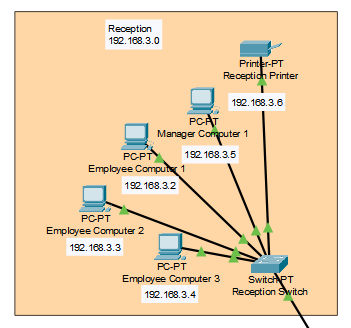 Reception
192.168.3.0
Printer-PT
Reception Printer
192.168.3.6
PC-PT
Manager Computer 1
192.168.3.5
PC-PT
Employee Computer 1
192.168.3.2
PC-PT
Employee Computer 2
192.168.3.3
PC-PT
Employee Computer 3
192.168.3.4
Switch-PT
Reception Switch